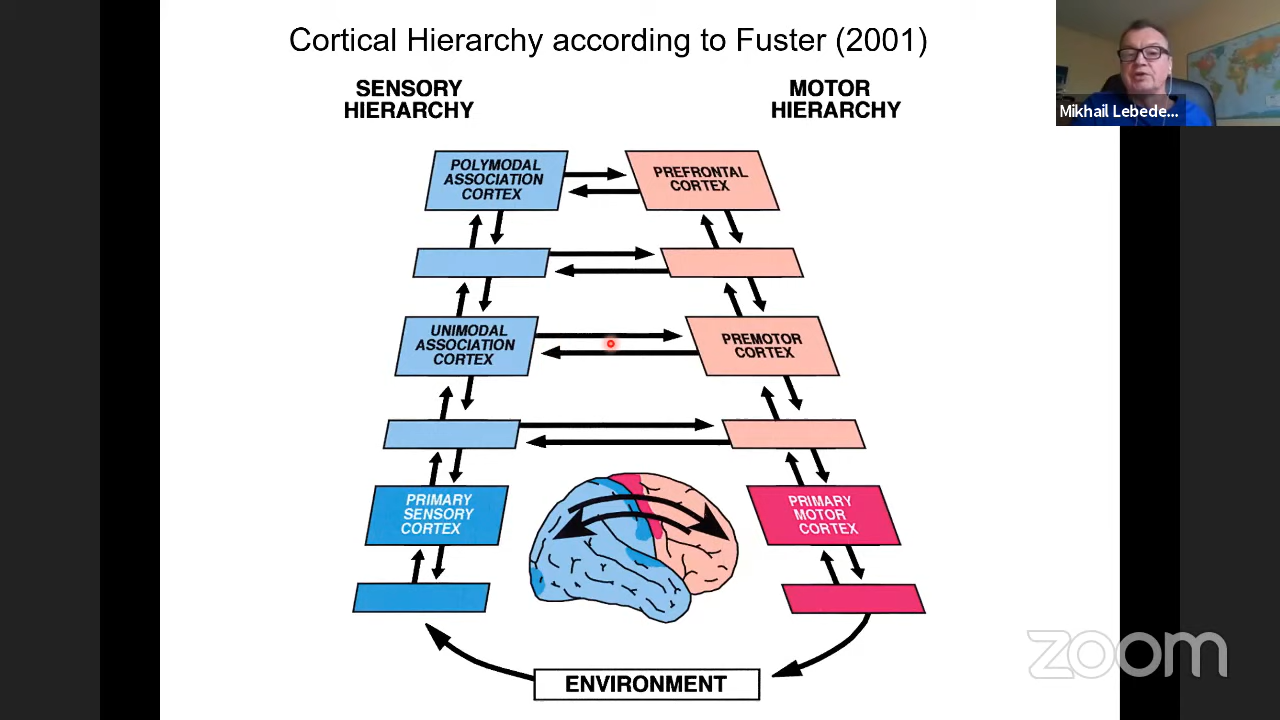 Cortical Hierarchy according to Fuster (2001)
Mikhail Lebede...
SENSORY
HIERARCHY
MOTOR
HIERARCHY
POLYMODAL
ASSOCIATION
CORTEX
PREFRONTAL
CORTEX
UNIMODAL
ASSOCIATION
CORTEX
PREMOTOR
CORTEX
PRIMARY
SENSORY
CORTEX
PRIMARY
MOTOR
CORTEX
ENVIRONMENT
zoom